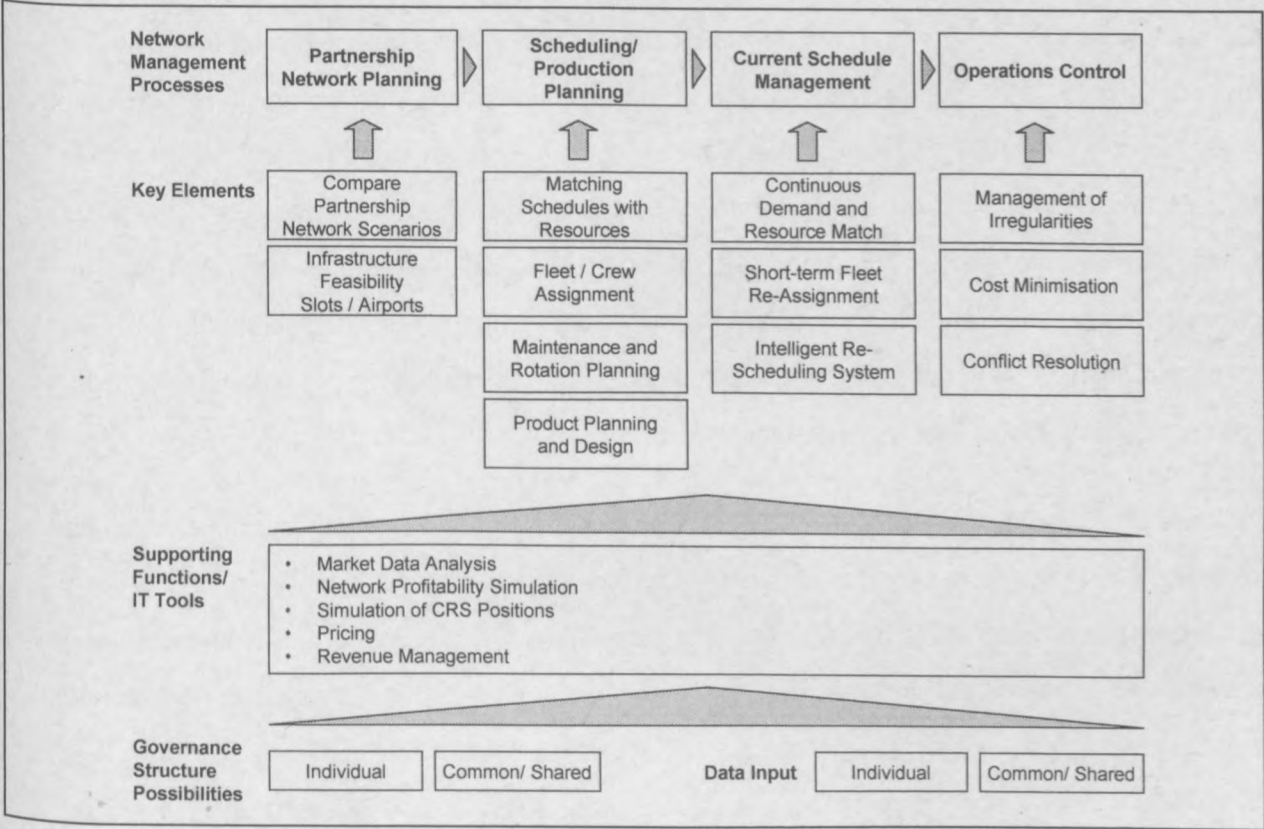 Network
Management
Processes
Partnership
Network Planning
Scheduling/
Production
Planning
Current Schedule
Management
Operations Control
Key Elements
Compare
Partnership
Network Scenarios
Infrastructure
Feasibility
Slots / Airports
Matching
Schedules with
Resources
Fleet / Crew
Assignment
Maintenance and
Rotation Planning
Product Planning
and Design
Continuous
Demand and
Resource Match
Short-term Fleet
Re-Assignment
Intelligent Re-
Scheduling System
Management of
Irregularities
Cost Minimisation
Conflict Resolution
Supporting
Functions/
IT Tools
• Market Data Analysis
• Network Profitability Simulation
• Simulation of CRS Positions
• Pricing
• Revenue Management
Governance
Structure
Possibilities
Individual
Common/ Shared
Data Input
Individual
Common/ Shared